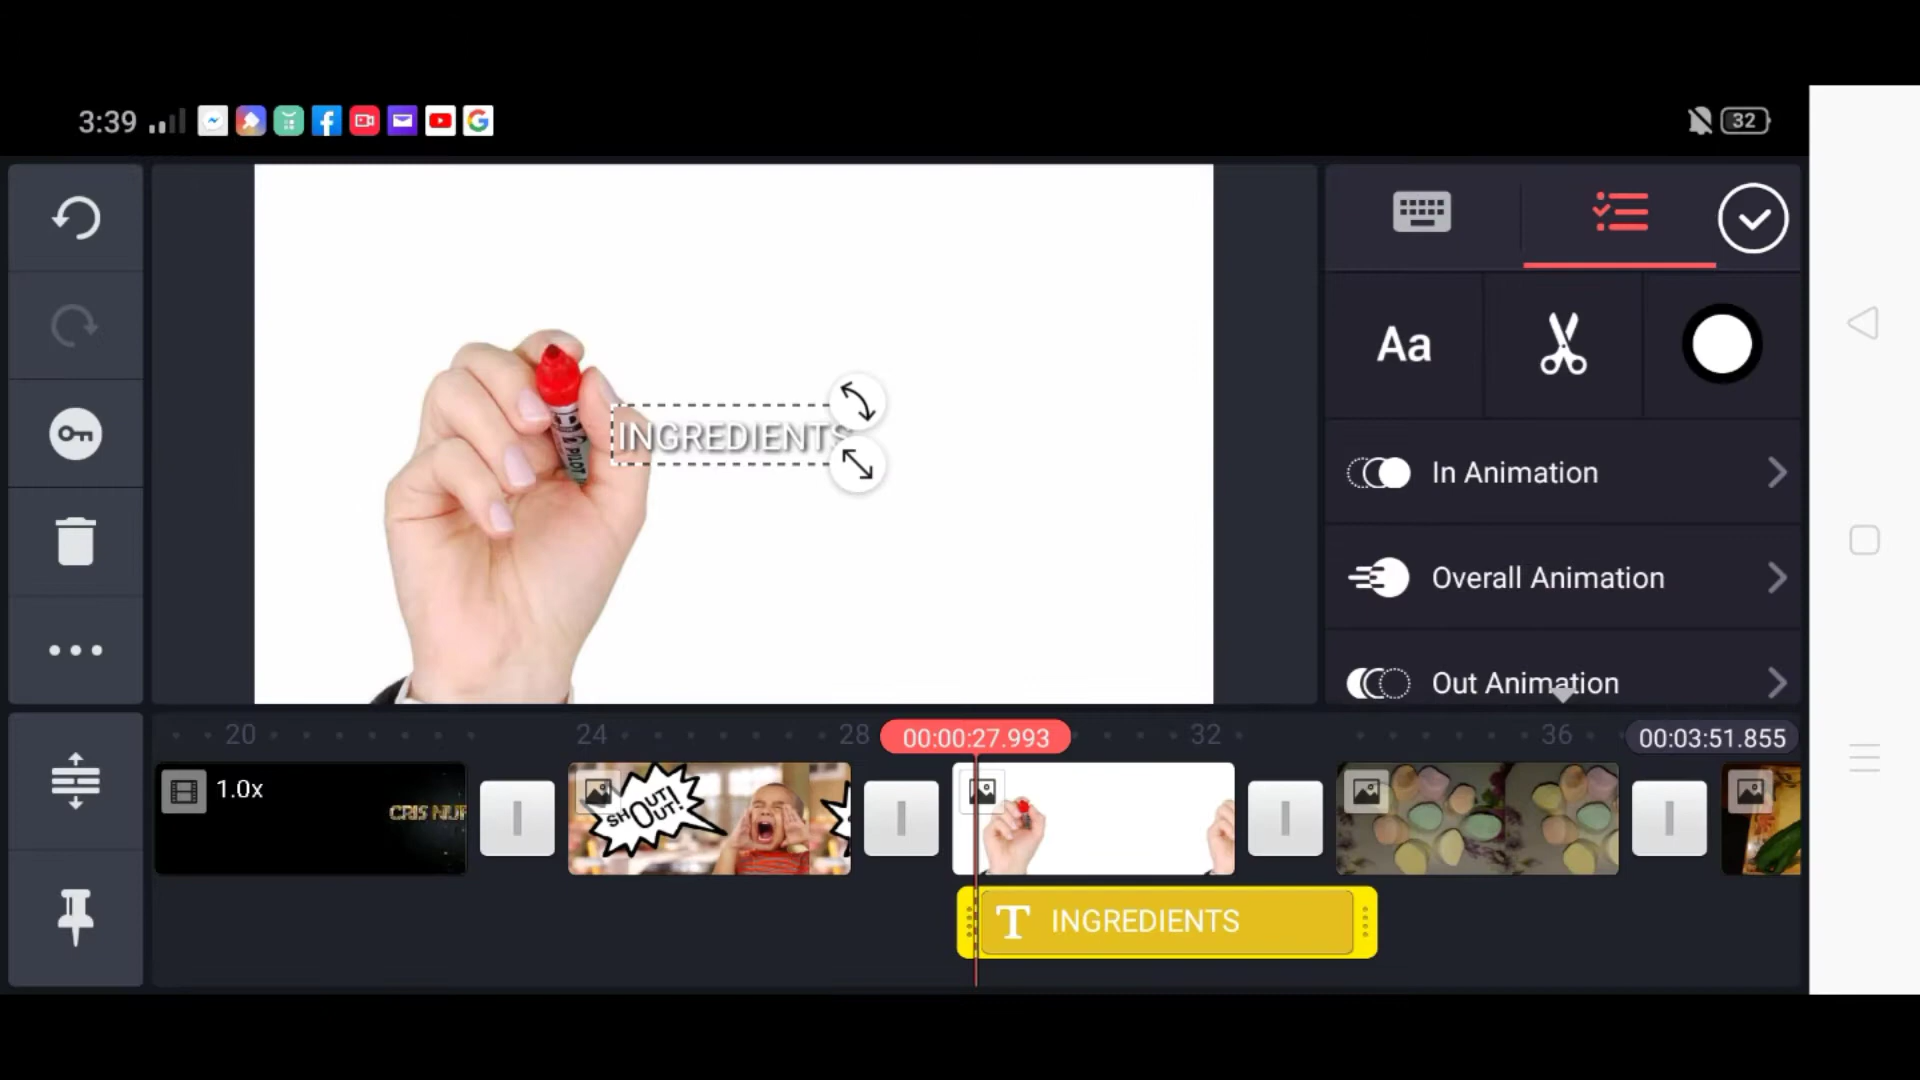 3:39
32
PILOT
INGREDIENTS
Aa
In Animation
Overall Animation
Out Animation
20
24
28
00:00:27.993
32
36
00:03:51.855
1.0x
SHOUT
OUT!
INGREDIENTS